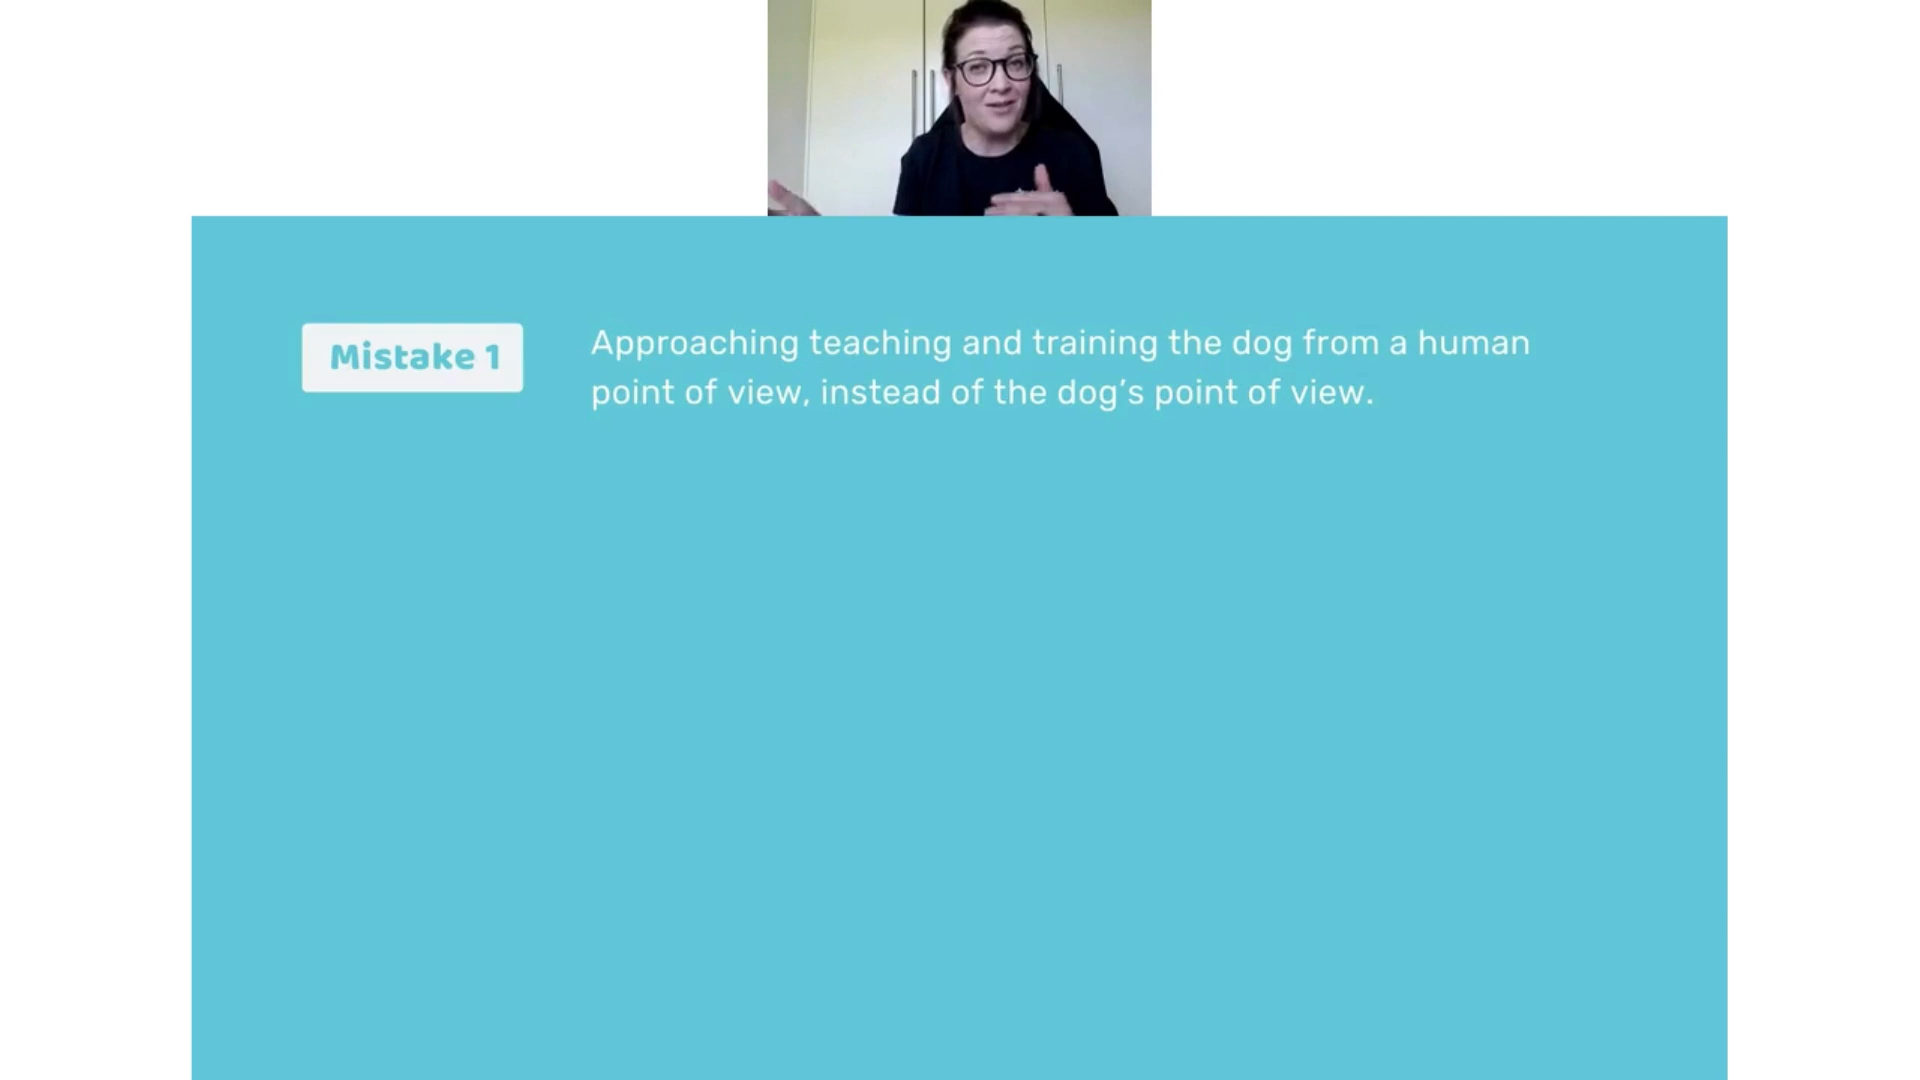 Mistake 1
Approaching teaching and training the dog from a human
point of view, instead of the dog’s point of view.